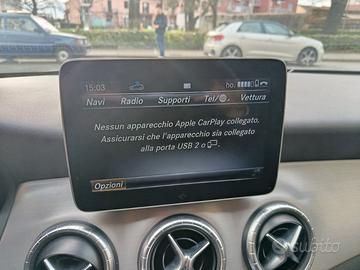 15:03 ho.
Navi Radio Supporti Tel/ Vettura
Nessun apparecchio Apple CarPlay collegato.
Assicurarsi che l'apparecchio sia collegato
alla porta USB 2 o
Opzioni
subito